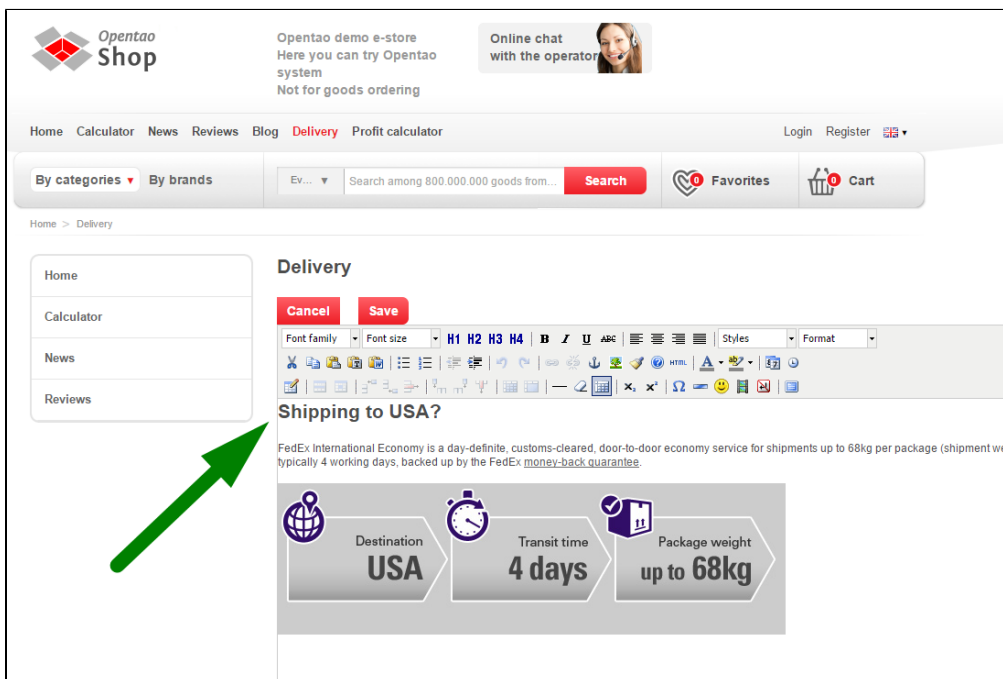 Opentao
Shop
Opentao demo e-store
Here you can try Opentao
system
Not for goods ordering
Online chat
with the operator
Home Calculator News Reviews Blog Delivery Profit calculator
Login Register
By categories By brands
Ev... Search among 800.000.000 goods from... Search
0 Favorites
0 Cart
Home > Delivery
Home
Calculator
News
Reviews
Delivery
Cancel Save
Font family Font size H1 H2 H3 H4 B I U ABC Styles Format
HTML A ab
x₂ x² Ω
Shipping to USA?
FedEx International Economy is a day-definite, customs-cleared, door-to-door economy service for shipments up to 68kg per package (shipment we
typically 4 working days, backed up by the FedEx money-back guarantee.
Destination
USA
Transit time
4 days
Package weight
up to 68kg